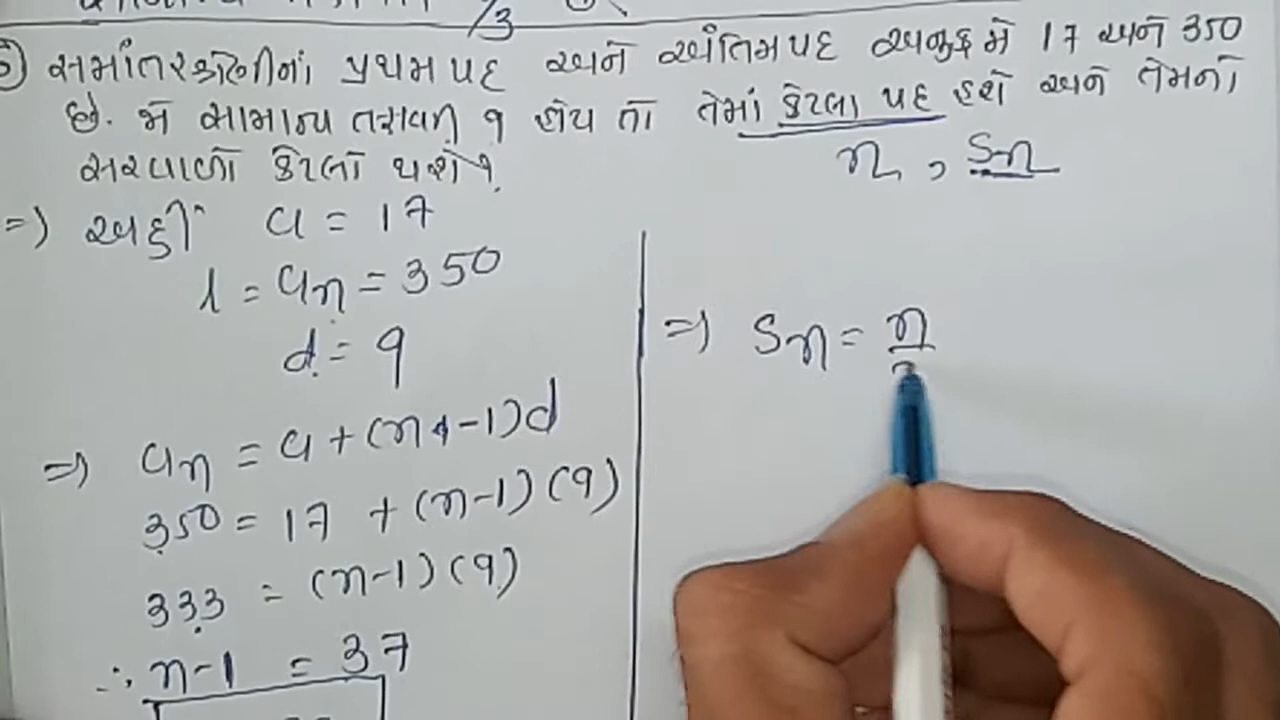 /3
સમાંતર શ્રેણીનાં પ્રથમ પદ અને અંતિમ પદ અનુક્રમે 17 અને 350
છે. જો સામાન્ય તફાવત 9 હોય તો તેમાં કેટલા પદ હશે અને તેમનો
સરવાળો કેટલો થશે?
n, Sn
=) અહીં a = 17
l = an = 350
d = 9
=) an = a + (n-1)d
350 = 17 + (n-1) (9)
333 = (n-1) (9)
∴ n-1 = 37
=) Sn = n